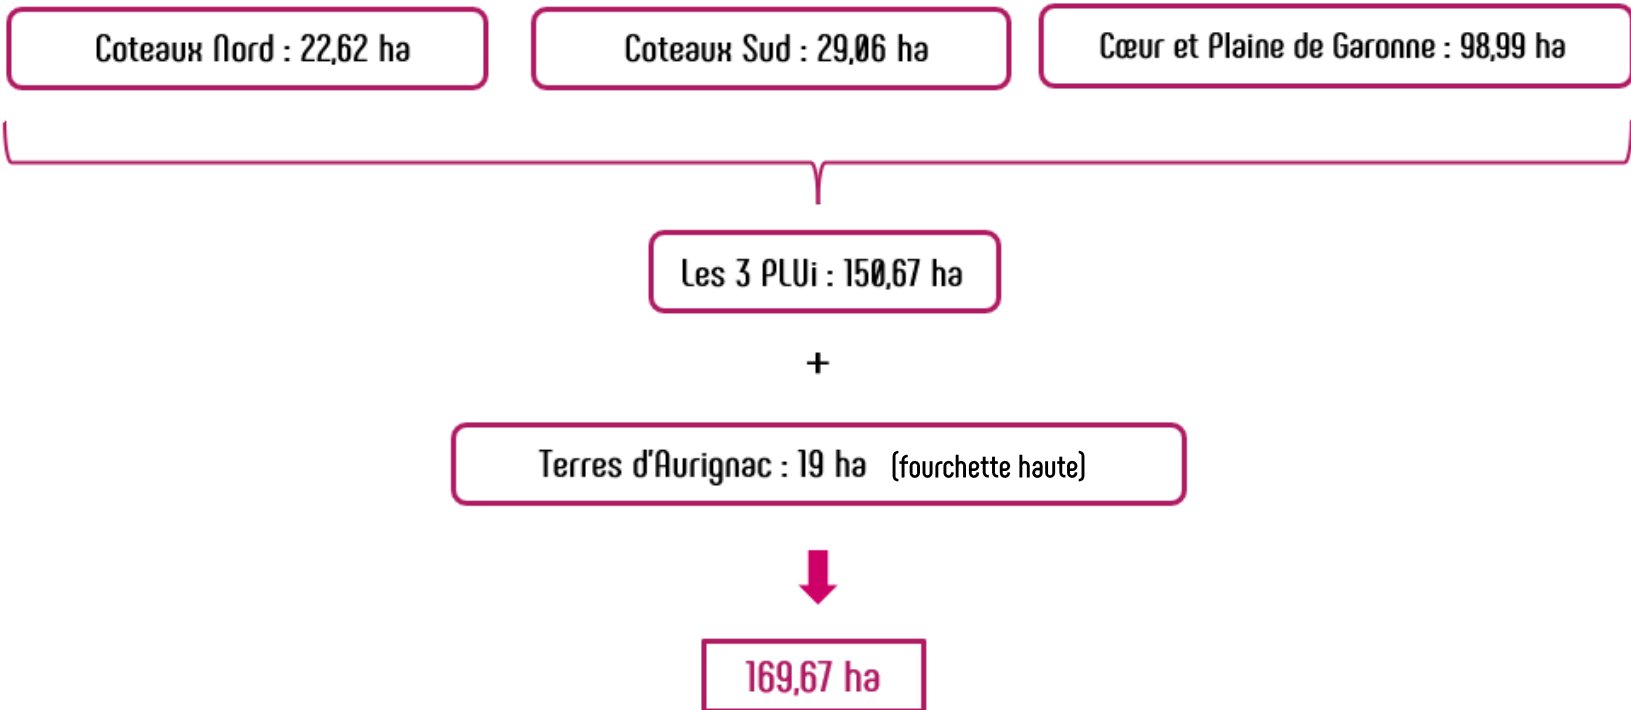 Coteaux Nord : 22,62 ha
Coteaux Sud : 29,06 ha
Cœur et Plaine de Garonne : 98,99 ha
Les 3 PLUi : 150,67 ha
+
Terres d'Aurignac : 19 ha (fourchette haute)
169,67 ha